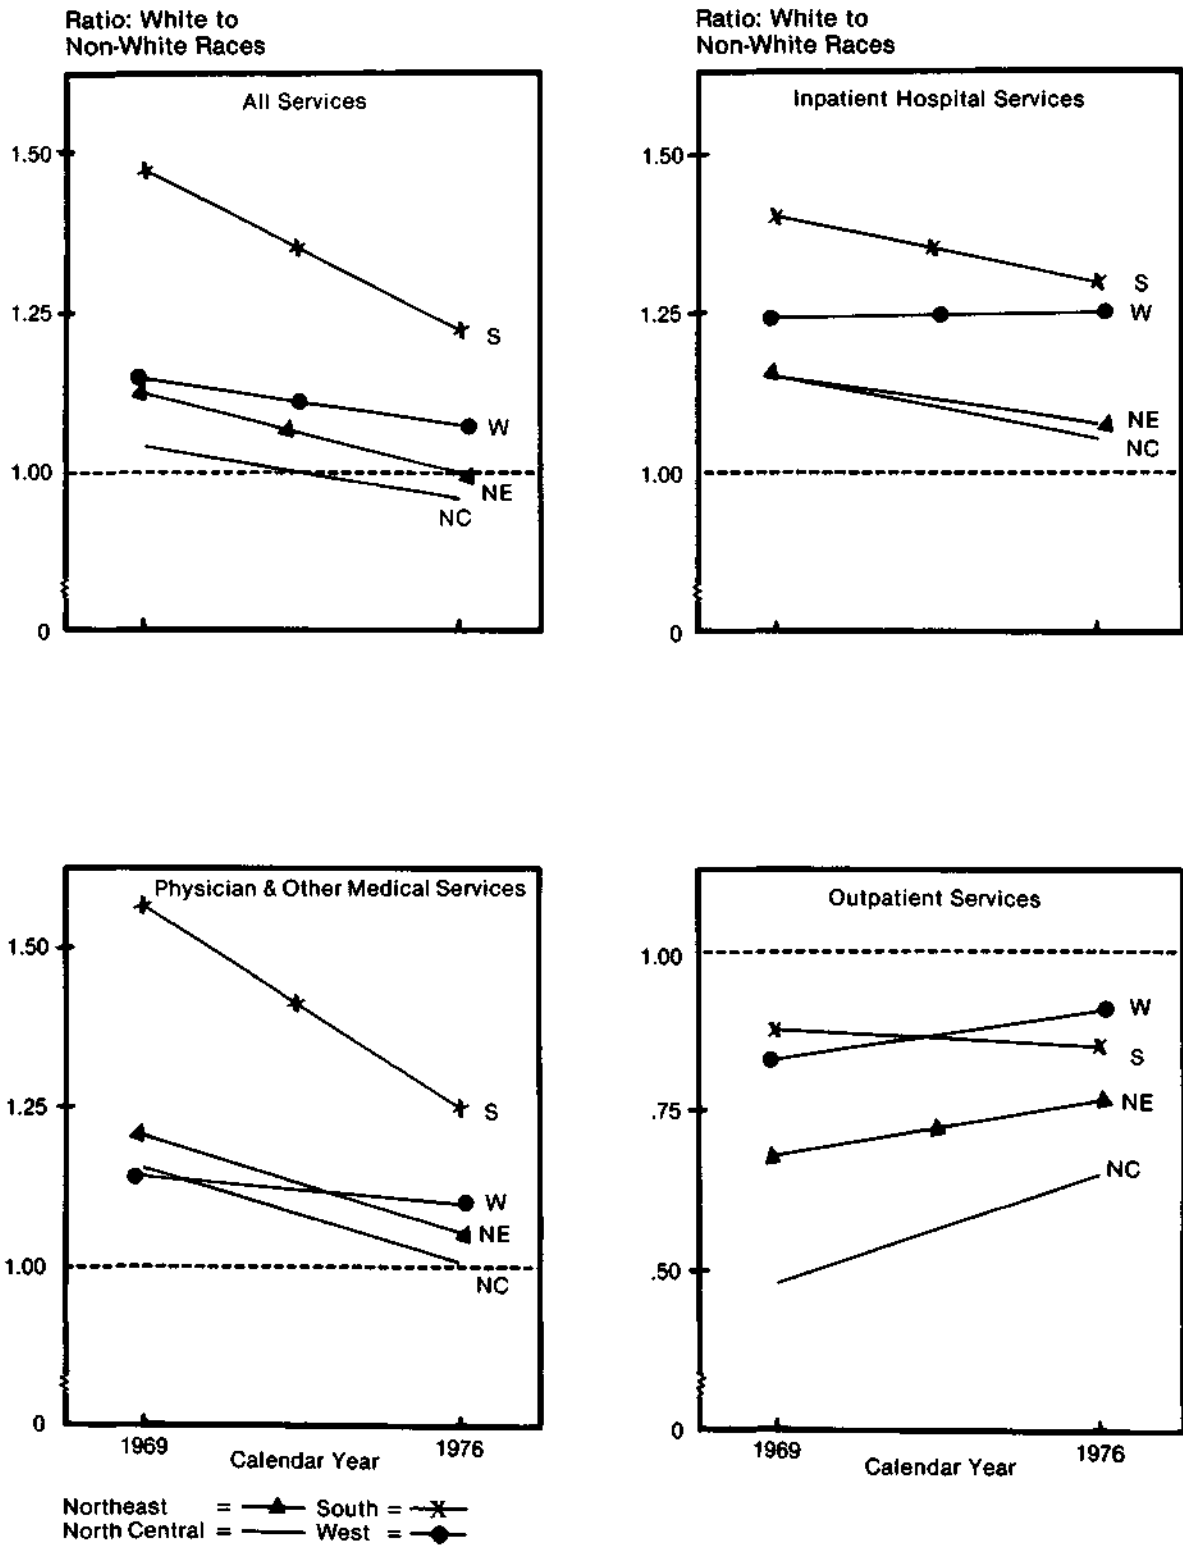 Ratio: White to
Non-White Races
All Services
1.50
1.25
1.00
0
S
W
NE
NC
Ratio: White to
Non-White Races
Inpatient Hospital Services
1.50
1.25
1.00
0
S
W
NE
NC
Physician & Other Medical Services
1.50
1.25
1.00
0
S
W
NE
NC
1969
1976
Calendar Year
Outpatient Services
1.00
.75
.50
0
W
S
NE
NC
1969
1976
Calendar Year
Northeast = South =
North Central = West =